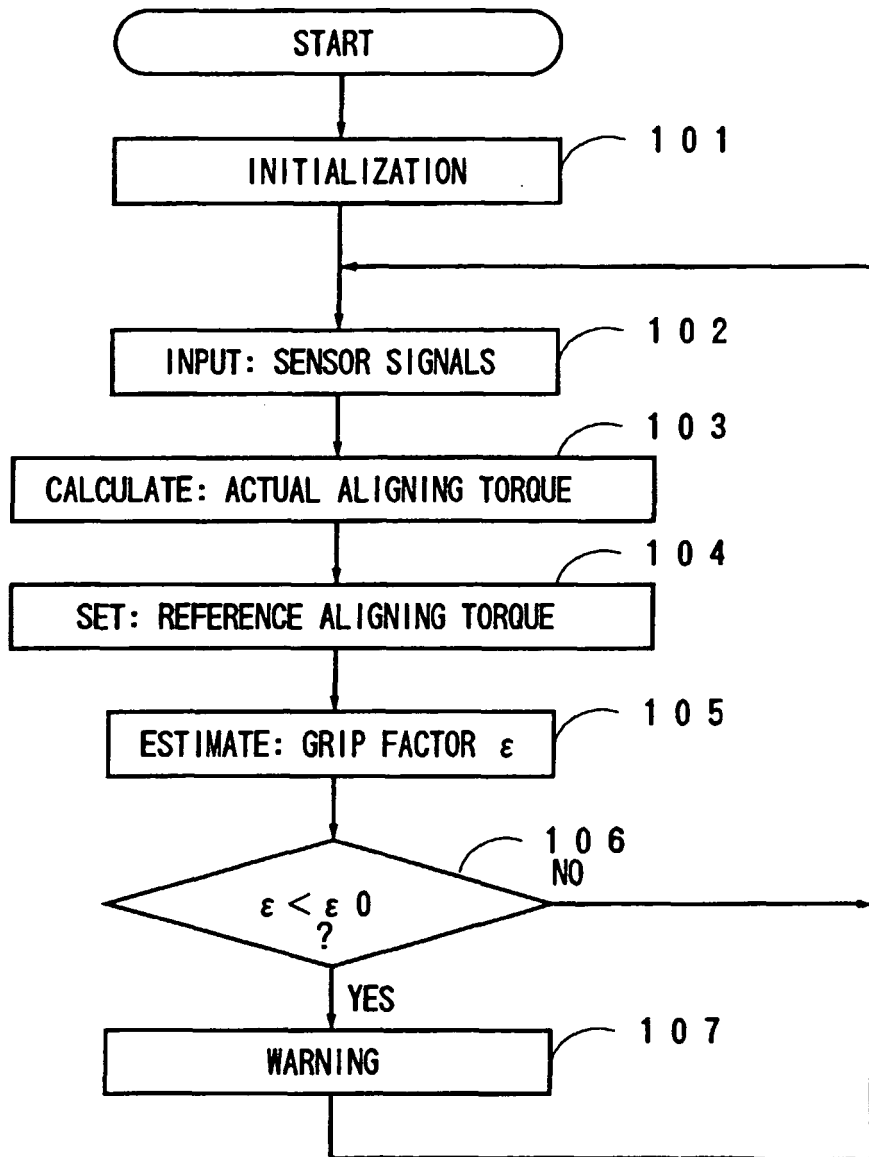 START
101
INITIALIZATION
102
INPUT: SENSOR SIGNALS
103
CALCULATE: ACTUAL ALIGNING TORQUE
104
SET: REFERENCE ALIGNING TORQUE
105
ESTIMATE: GRIP FACTOR ε
106
NO
ε < ε 0
?
YES
107
WARNING